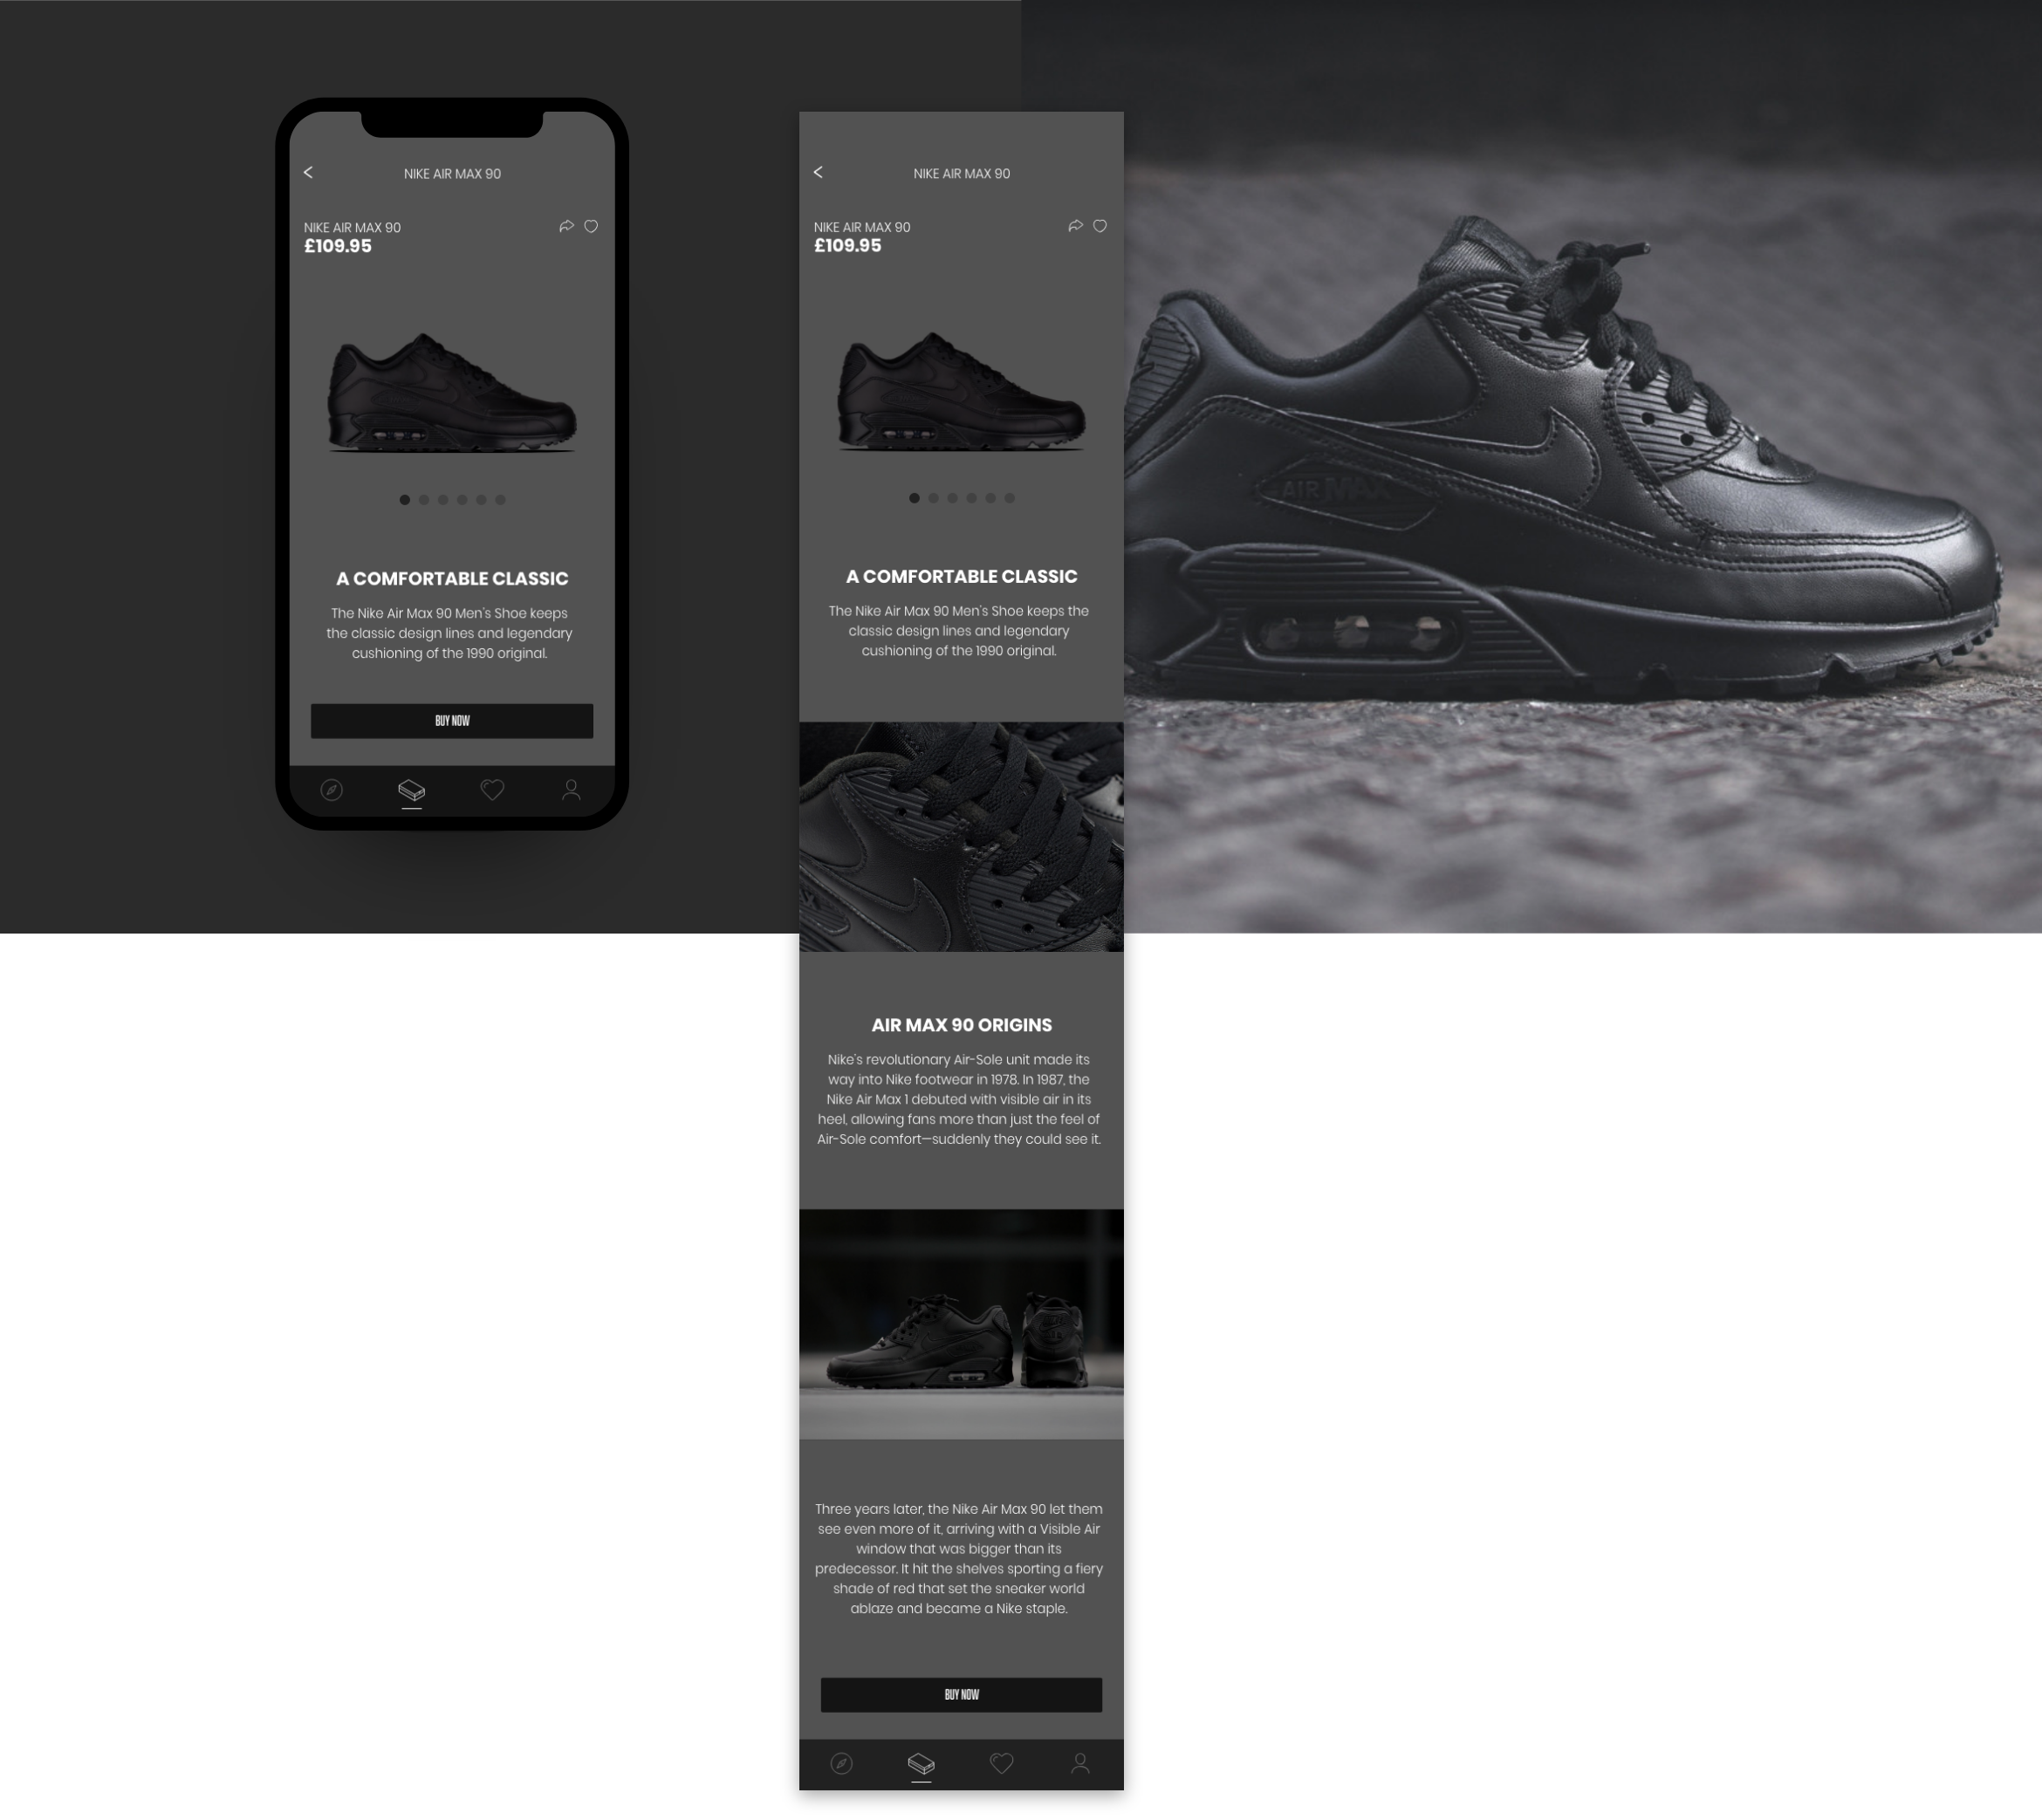 NIKE AIR MAX 90
NIKE AIR MAX 90
£109.95
A COMFORTABLE CLASSIC
The Nike Air Max 90 Men's Shoe keeps
the classic design lines and legendary
cushioning of the 1990 original.
BUY NOW
NIKE AIR MAX 90
NIKE AIR MAX 90
£109.95
A COMFORTABLE CLASSIC
The Nike Air Max 90 Men's Shoe keeps the
classic design lines and legendary
cushioning of the 1990 original.
AIR MAX 90 ORIGINS
Nike's revolutionary Air-Sole unit made its
way into Nike footwear in 1978. In 1987, the
Nike Air Max 1 debuted with visible air in its
heel, allowing fans more than just the feel of
Air-Sole comfort—suddenly they could see it.
Three years later, the Nike Air Max 90 let them
see even more of it, arriving with a Visible Air
window that was bigger than its
predecessor. It hit the shelves sporting a fiery
shade of red that set the sneaker world
ablaze and became a Nike staple.
BUY NOW
AIR MAX